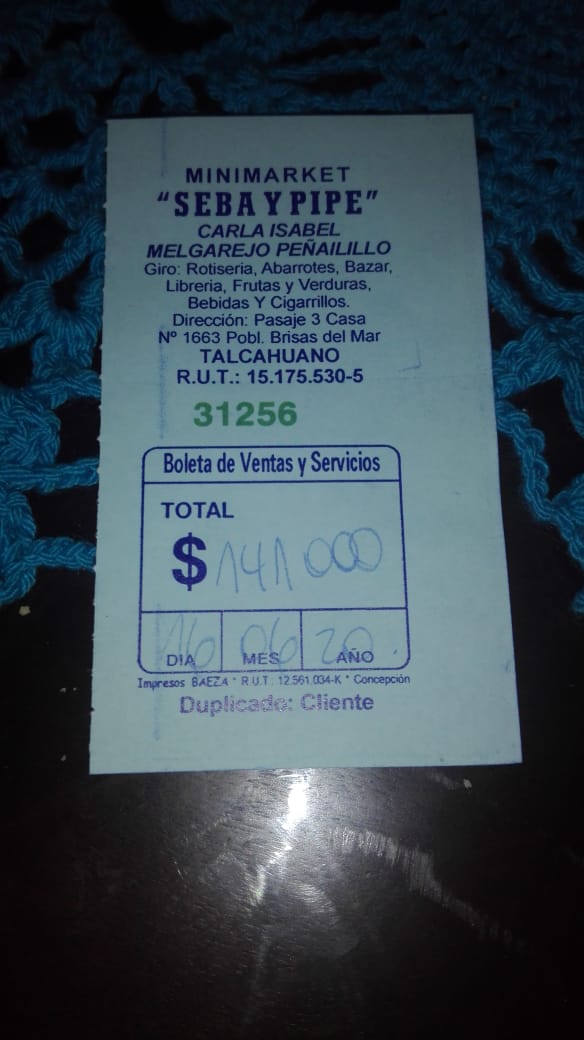 MINIMARKET
“SEBA Y PIPE”
CARLA ISABEL
MELGAREJO PEÑAILILLO
Giro: Rotiseria, Abarrotes, Bazar,
Libreria, Frutas y Verduras,
Bebidas Y Cigarrillos.
Dirección: Pasaje 3 Casa
Nº 1663 Pobl. Brisas del Mar
TALCAHUANO
R.U.T.: 15.175.530-5
31256
Boleta de Ventas y Servicios
TOTAL
$ 141000
16 06 20
DIA MES AÑO
Impresos BAEZA * R.U.T.: 12.561.034-K * Concepción
Duplicado: Cliente